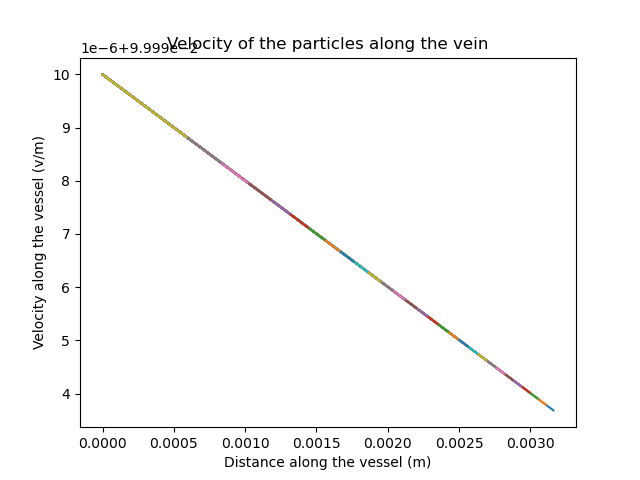 Velocity of the particles along the vein
1e−6+9.999e−2
10
9
8
7
6
5
4
Velocity along the vessel (v/m)
0.0000 0.0005 0.0010 0.0015 0.0020 0.0025 0.0030
Distance along the vessel (m)